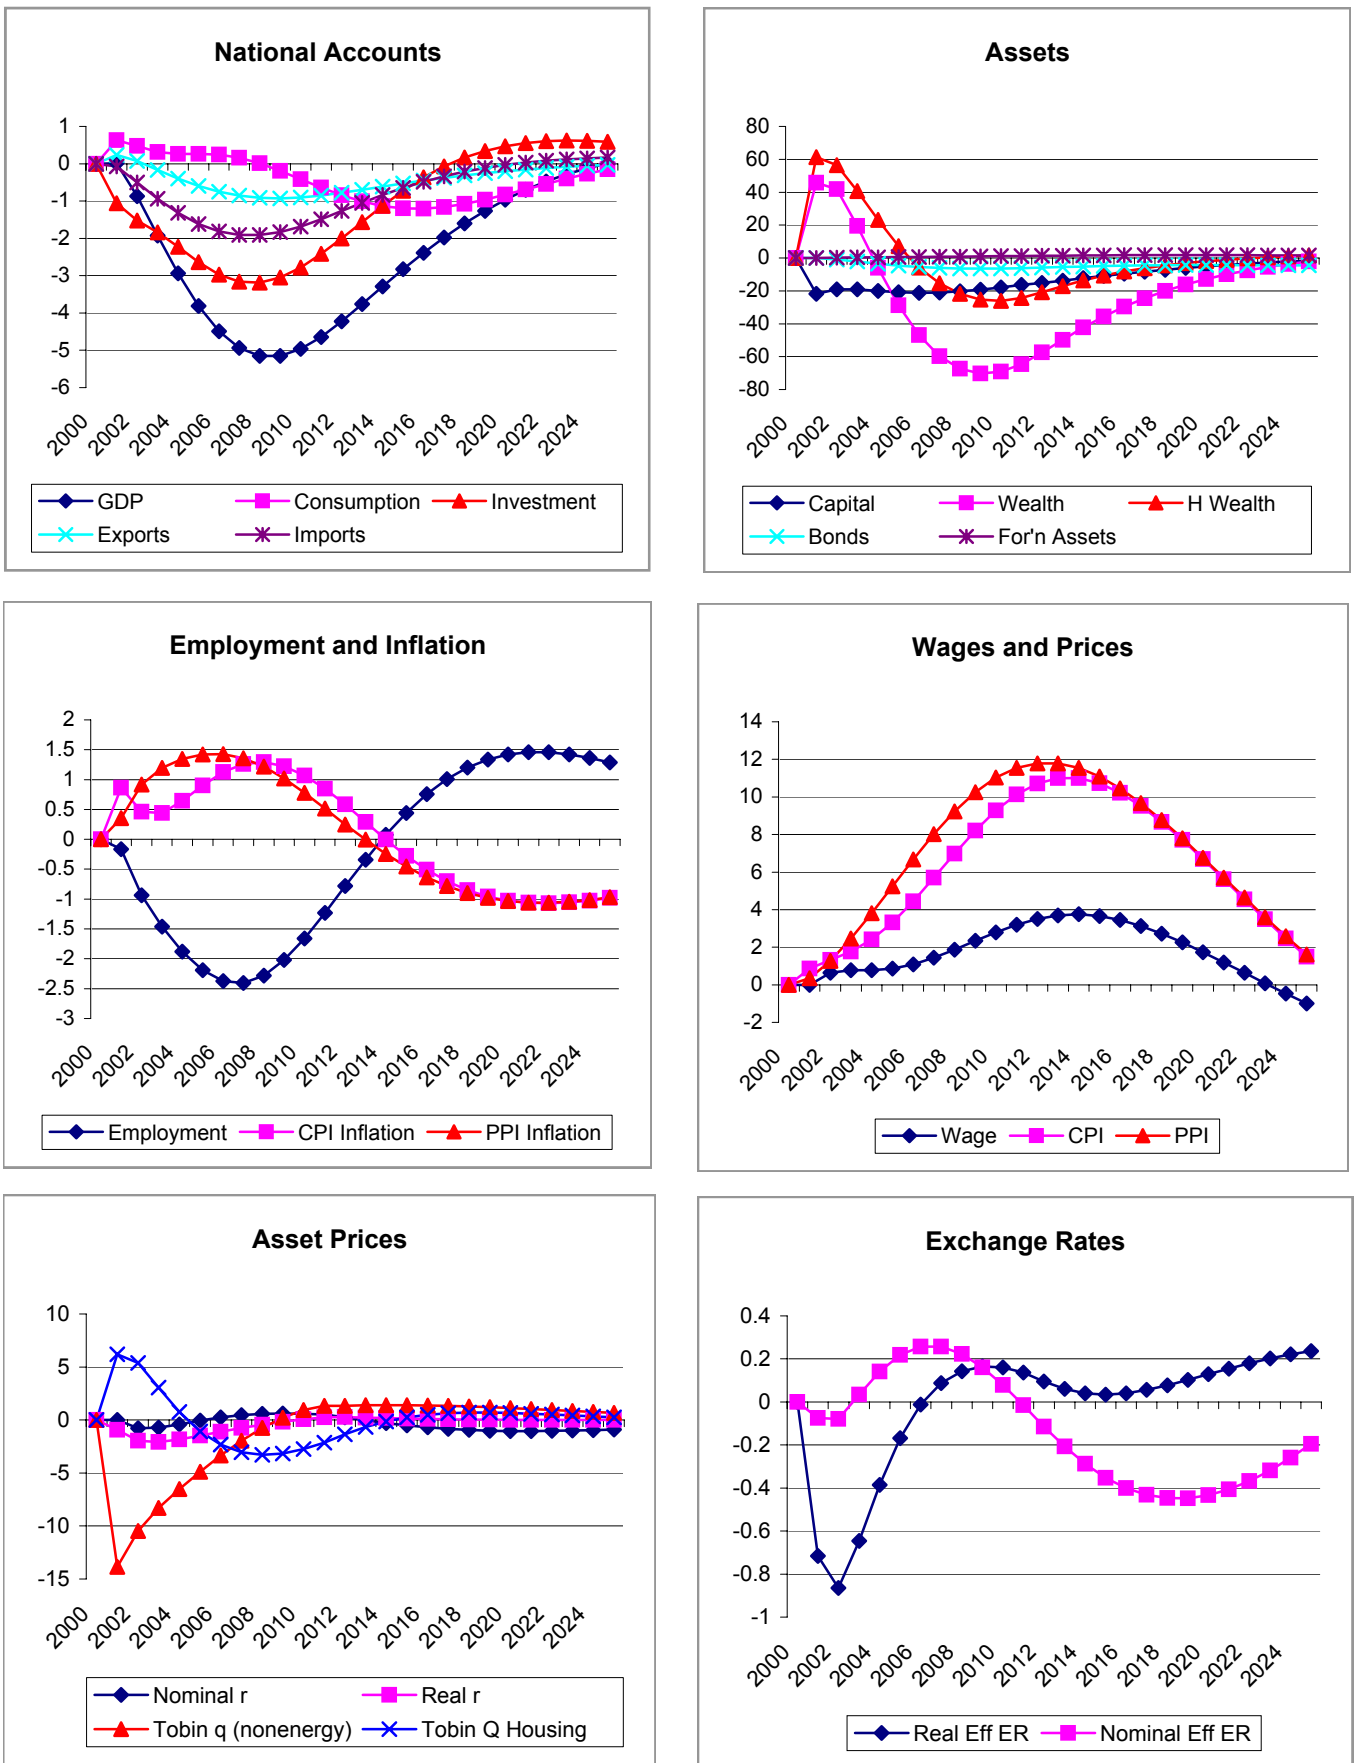 National Accounts
1
0
-1
-2
-3
-4
-5
-6
2000 2002 2004 2006 2008 2010 2012 2014 2016 2018 2020 2022 2024
GDP Consumption Investment
Exports Imports
Assets
80
60
40
20
0
-20
-40
-60
-80
2000 2002 2004 2006 2008 2010 2012 2014 2016 2018 2020 2022 2024
Capital Wealth H Wealth
Bonds For'n Assets
Employment and Inflation
2
1.5
1
0.5
0
-0.5
-1
-1.5
-2
-2.5
-3
2000 2002 2004 2006 2008 2010 2012 2014 2016 2018 2020 2022 2024
Employment CPI Inflation PPI Inflation
Wages and Prices
14
12
10
8
6
4
2
0
-2
2000 2002 2004 2006 2008 2010 2012 2014 2016 2018 2020 2022 2024
Wage CPI PPI
Asset Prices
10
5
0
-5
-10
-15
2000 2002 2004 2006 2008 2010 2012 2014 2016 2018 2020 2022 2024
Nominal r Real r
Tobin q (nonenergy) Tobin Q Housing
Exchange Rates
0.4
0.2
0
-0.2
-0.4
-0.6
-0.8
-1
2000 2002 2004 2006 2008 2010 2012 2014 2016 2018 2020 2022 2024
Real Eff ER Nominal Eff ER